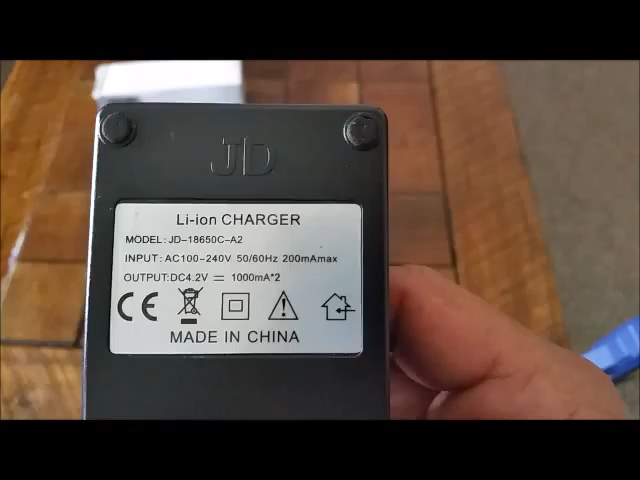 JD
Li-ion CHARGER
MODEL: JD-18650C-A2
INPUT: AC100-240V 50/60Hz 200mAmax
OUTPUT:DC4.2V ⎓ 1000mA*2
CE
MADE IN CHINA